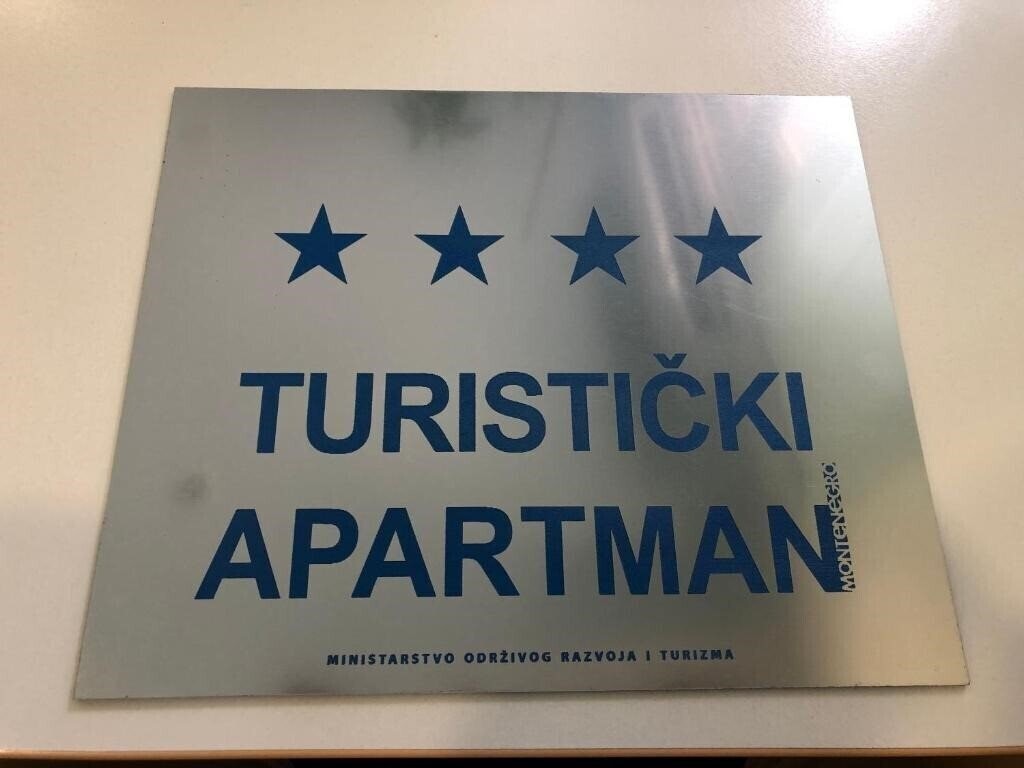 TURISTIČKI
APARTMAN
MONTENEGRO
MINISTARSTVO ODRŽIVOG RAZVOJA I TURIZMA